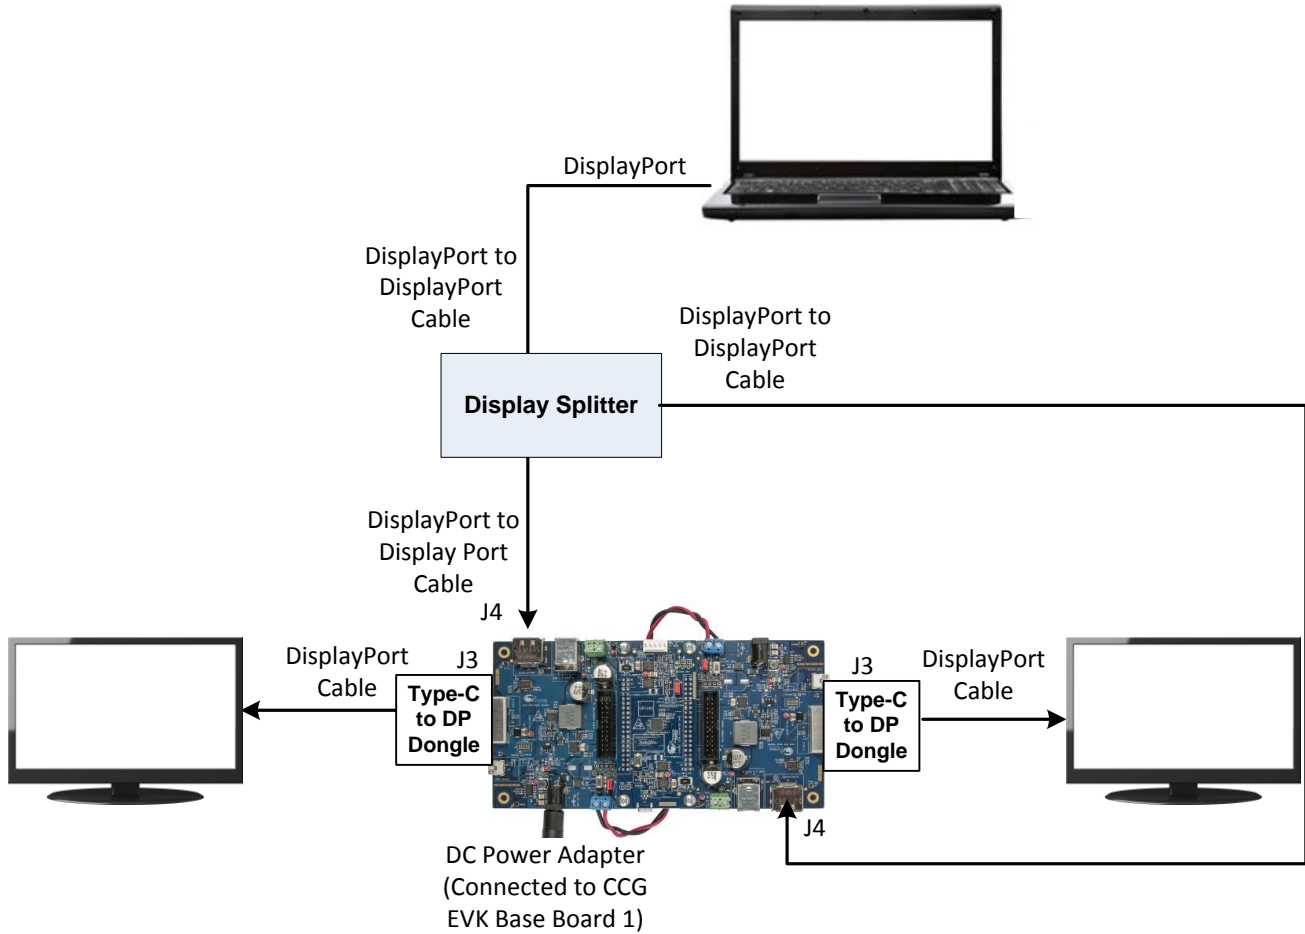 DisplayPort
DisplayPort to
DisplayPort
Cable
DisplayPort to
DisplayPort
Cable
Display Splitter
DisplayPort to
Display Port
Cable
J4
DisplayPort
Cable
J3
Type-C
to DP
Dongle
J3
Type-C
to DP
Dongle
DisplayPort
Cable
J4
DC Power Adapter
(Connected to CCG
EVK Base Board 1)